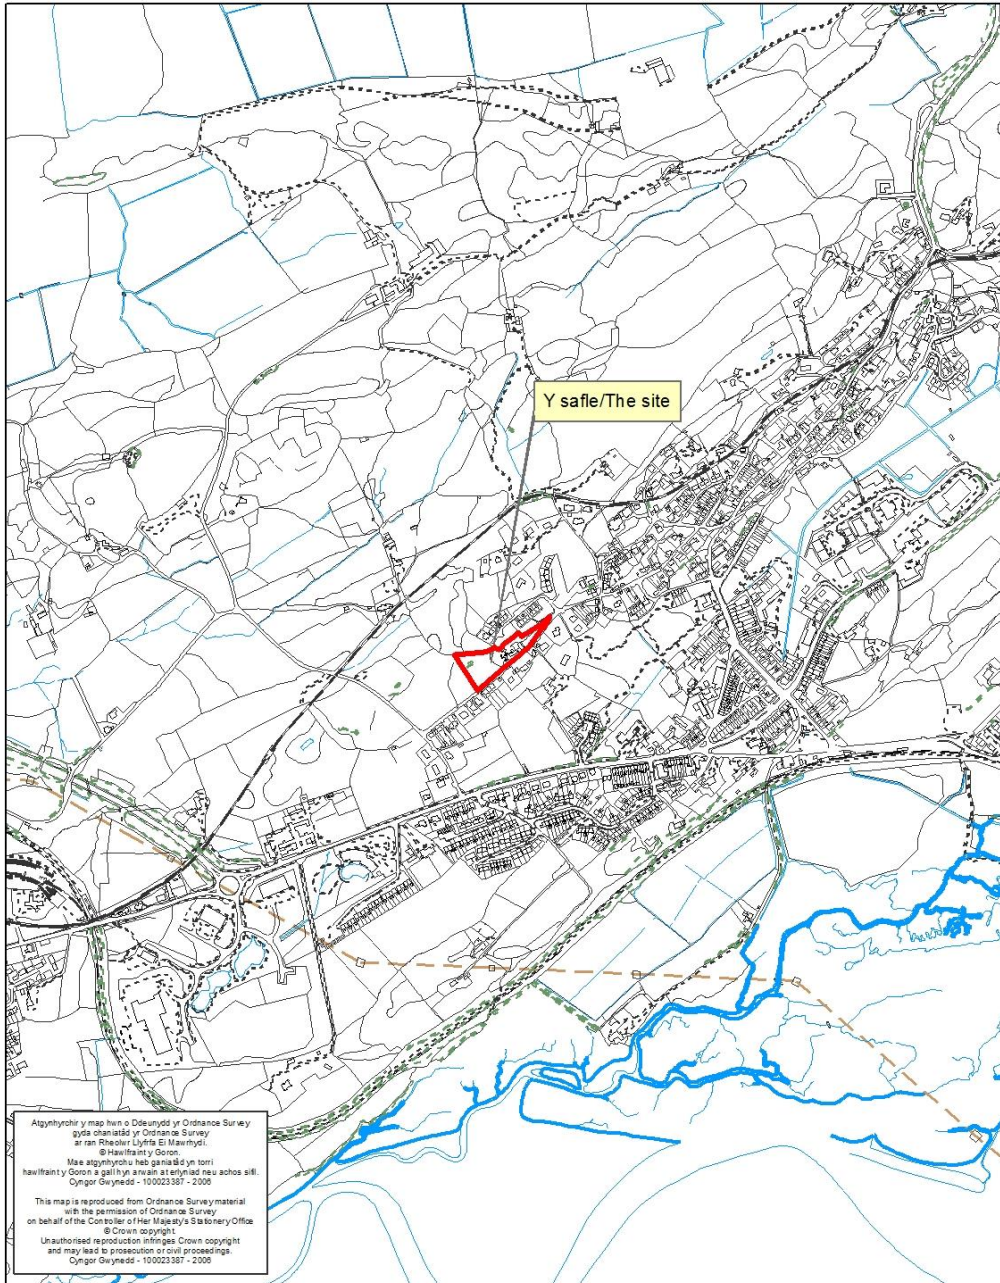 Y safle/The site
Atgynhyrchir y map hwn o Ddeunydd yr Ordnance Survey
gyda chaniatâd yr Ordnance Survey
ar ran Rheolwr Llyfrfa Ei Mawrhydi.
© Hawlfraint y Goron.
Mae atgynhyrchu heb ganiatâd yn torri
hawlfraint y Goron a gall hyn arwain at erlyniad neu achos sifil.
Cyngor Gwynedd - 100023387 - 2006
This map is reproduced from Ordnance Survey material
with the permission of Ordnance Survey
on behalf of the Controller of Her Majesty's Stationery Office
© Crown copyright.
Unauthorised reproduction infringes Crown copyright
and may lead to prosecution or civil proceedings.
Cyngor Gwynedd - 100023387 - 2006